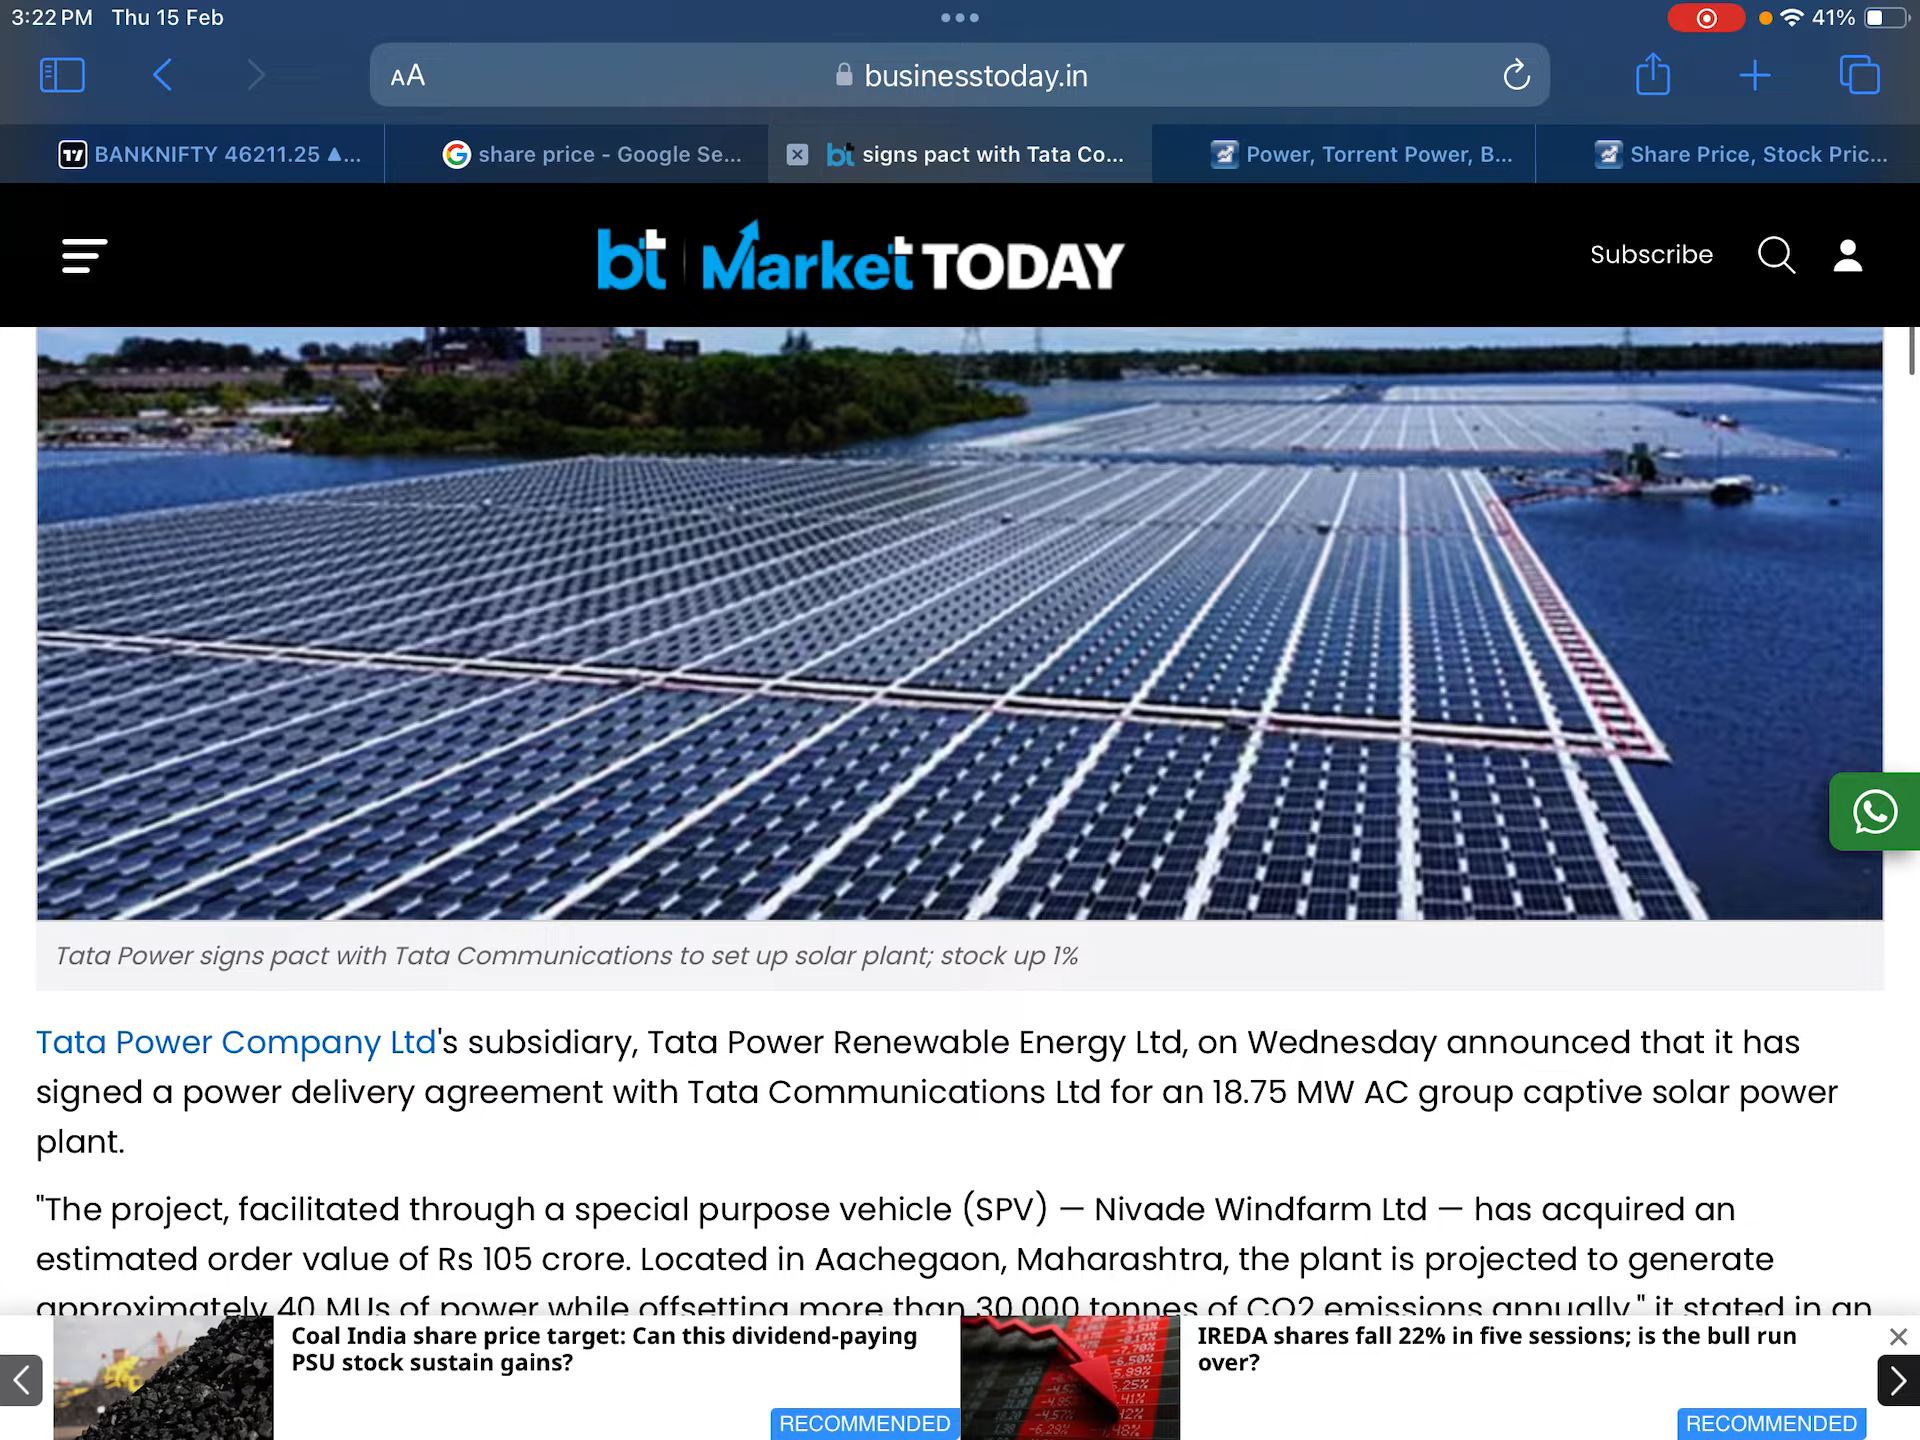 3:22 PM Thu 15 Feb
41%
AA
businesstoday.in
BANKNIFTY 46211.25 ▲...
share price - Google Se...
bt signs pact with Tata Co...
Power, Torrent Power, B...
Share Price, Stock Pric...
bt Market TODAY
Subscribe
Tata Power signs pact with Tata Communications to set up solar plant; stock up 1%
Tata Power Company Ltd's subsidiary, Tata Power Renewable Energy Ltd, on Wednesday announced that it has
signed a power delivery agreement with Tata Communications Ltd for an 18.75 MW AC group captive solar power
plant.
"The project, facilitated through a special purpose vehicle (SPV) — Nivade Windfarm Ltd — has acquired an
estimated order value of Rs 105 crore. Located in Aachegaon, Maharashtra, the plant is projected to generate
approximately 40 MUs of power while offsetting more than 30,000 tonnes of CO2 emissions annually," it stated in an
Coal India share price target: Can this dividend-paying
PSU stock sustain gains?
RECOMMENDED
IREDA shares fall 22% in five sessions; is the bull run
over?
RECOMMENDED